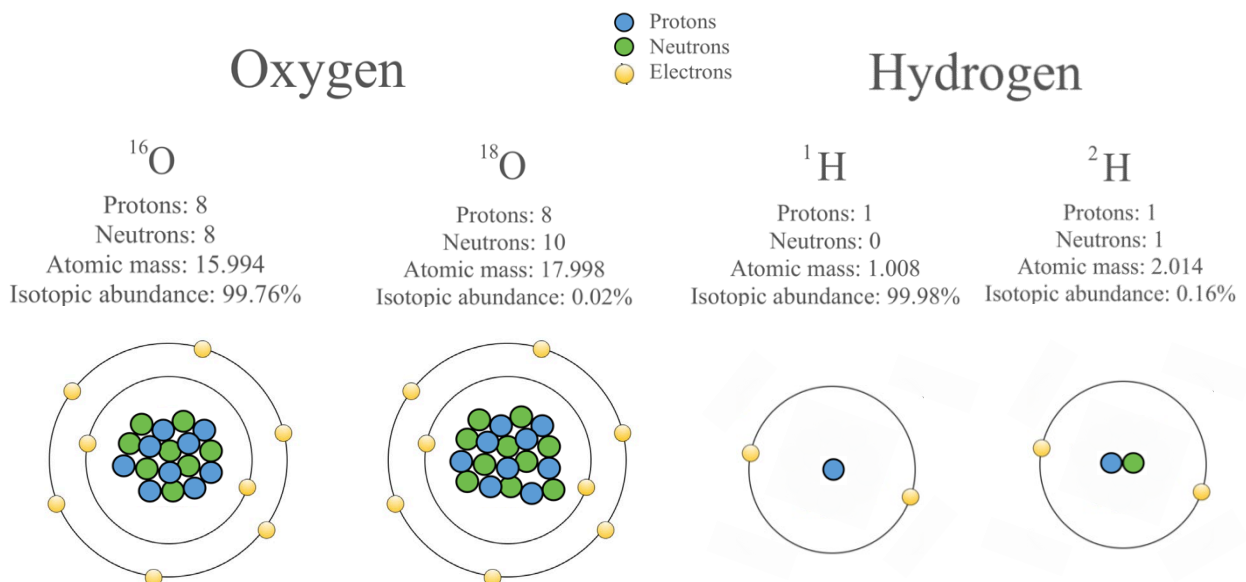 Protons
Neutrons
Electrons
Oxygen
Hydrogen
¹⁶O
Protons: 8
Neutrons: 8
Atomic mass: 15.994
Isotopic abundance: 99.76%
¹⁸O
Protons: 8
Neutrons: 10
Atomic mass: 17.998
Isotopic abundance: 0.02%
¹H
Protons: 1
Neutrons: 0
Atomic mass: 1.008
Isotopic abundance: 99.98%
²H
Protons: 1
Neutrons: 1
Atomic mass: 2.014
Isotopic abundance: 0.16%